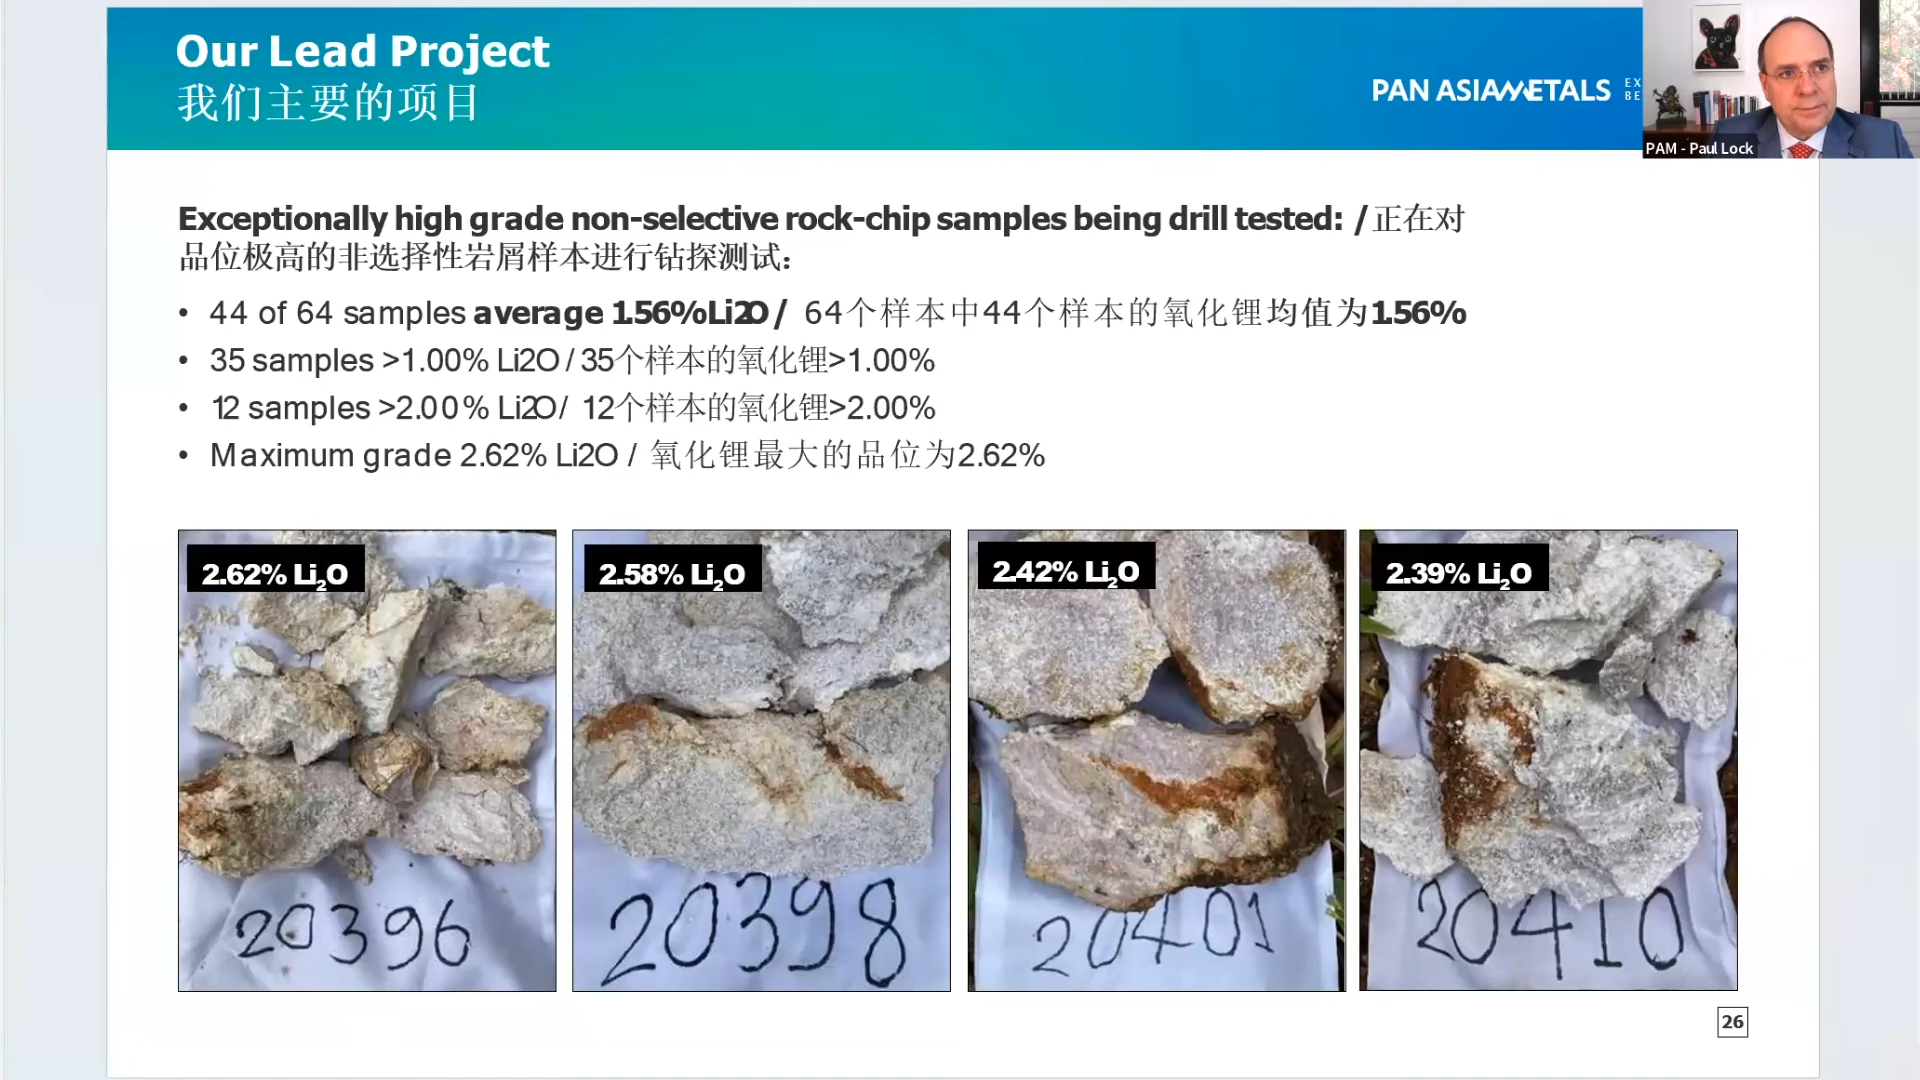 Our Lead Project
我们主要的项目
PAN ASIA METALS
PAM - Paul Lock
Exceptionally high grade non-selective rock-chip samples being drill tested: / 正在对
品位极高的非选择性岩屑样本进行钻探测试：
• 44 of 64 samples average 1.56%Li2O / 64个样本中44个样本的氧化锂均值为1.56%
• 35 samples >1.00% Li2O / 35个样本的氧化锂>1.00%
• 12 samples >2.00% Li2O / 12个样本的氧化锂>2.00%
• Maximum grade 2.62% Li2O / 氧化锂最大的品位为2.62%
2.62% Li₂O
2.58% Li₂O
2.42% Li₂O
2.39% Li₂O
20396
20398
20401
20410
26